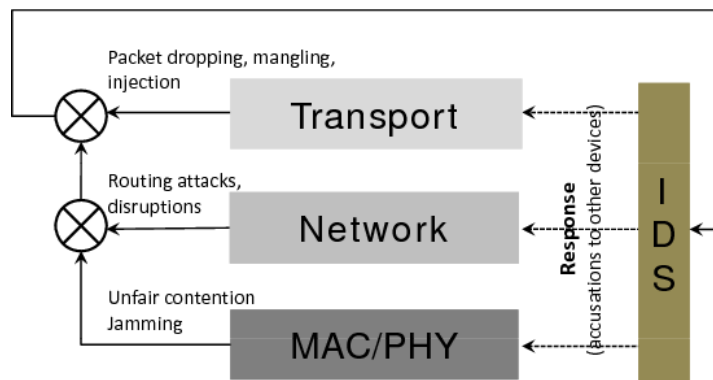 Packet dropping, mangling,
injection
Transport
Routing attacks,
disruptions
Network
Unfair contention
Jamming
MAC/PHY
Response
(accusations to other devices)
I
D
S